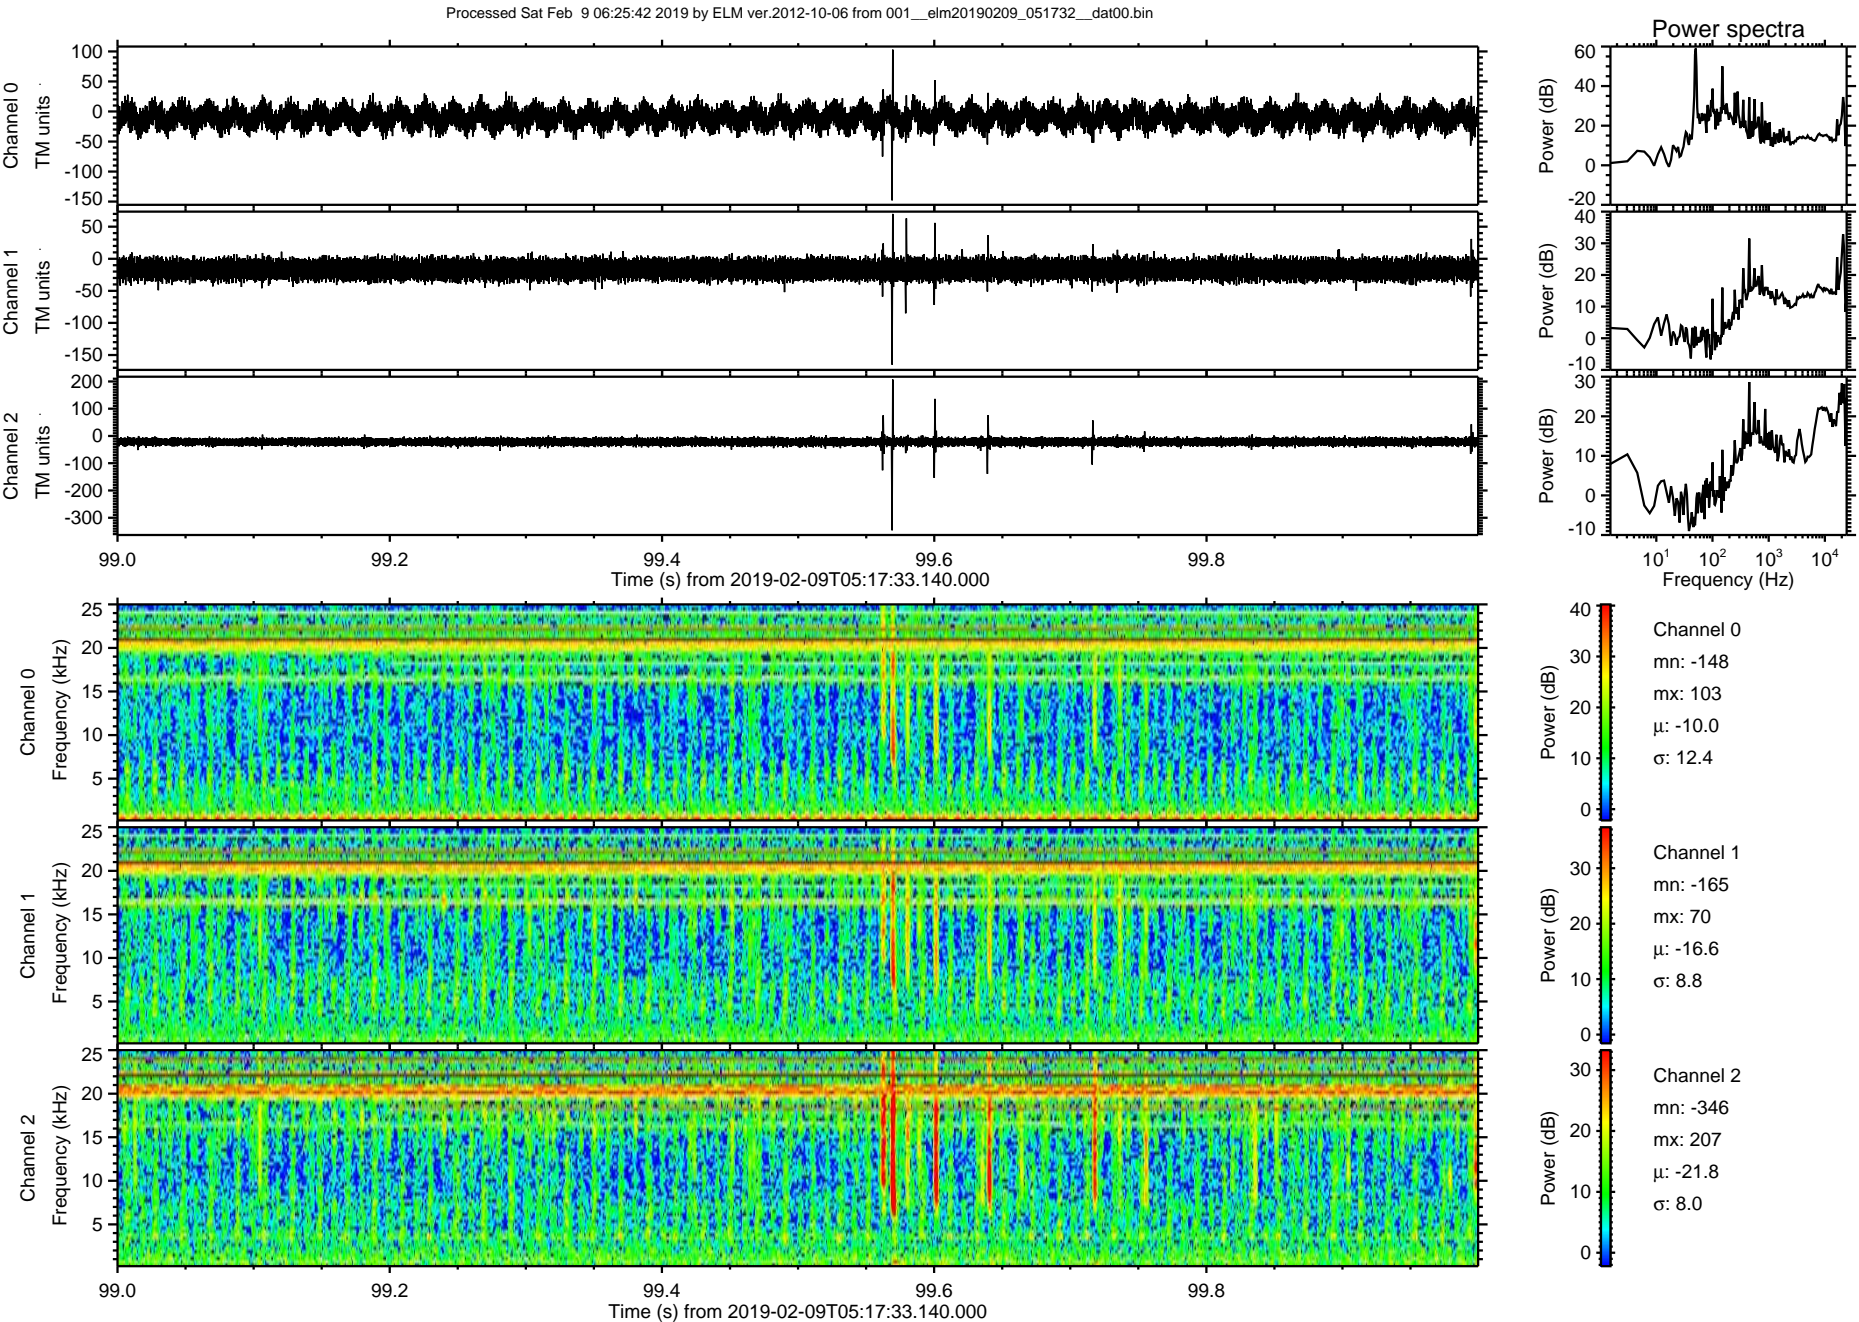 Processed Sat Feb  9 06:25:42 2019 by ELM ver.2012-10-06 from 001__elm20190209_051732__dat00.bin
Power spectra
Channel 0
TM units
100
50
0
-50
-100
-150
Power (dB)
60
40
20
0
-20
Channel 1
TM units
50
0
-50
-100
-150
Power (dB)
40
30
20
10
0
-10
Channel 2
TM units
200
100
0
-100
-200
-300
Power (dB)
30
20
10
0
-10
99.0 99.2 99.4 99.6 99.8
Time (s) from 2019-02-09T05:17:33.140.000
10¹ 10² 10³ 10⁴
Frequency (Hz)
Channel 0
Frequency (kHz)
25
20
15
10
5
Power (dB)
40
30
20
10
0
Channel 0
mn: -148
mx: 103
μ: -10.0
σ: 12.4
Channel 1
Frequency (kHz)
25
20
15
10
5
Power (dB)
30
20
10
0
Channel 1
mn: -165
mx: 70
μ: -16.6
σ: 8.8
Channel 2
Frequency (kHz)
25
20
15
10
5
Power (dB)
30
20
10
0
Channel 2
mn: -346
mx: 207
μ: -21.8
σ: 8.0
99.0 99.2 99.4 99.6 99.8
Time (s) from 2019-02-09T05:17:33.140.000